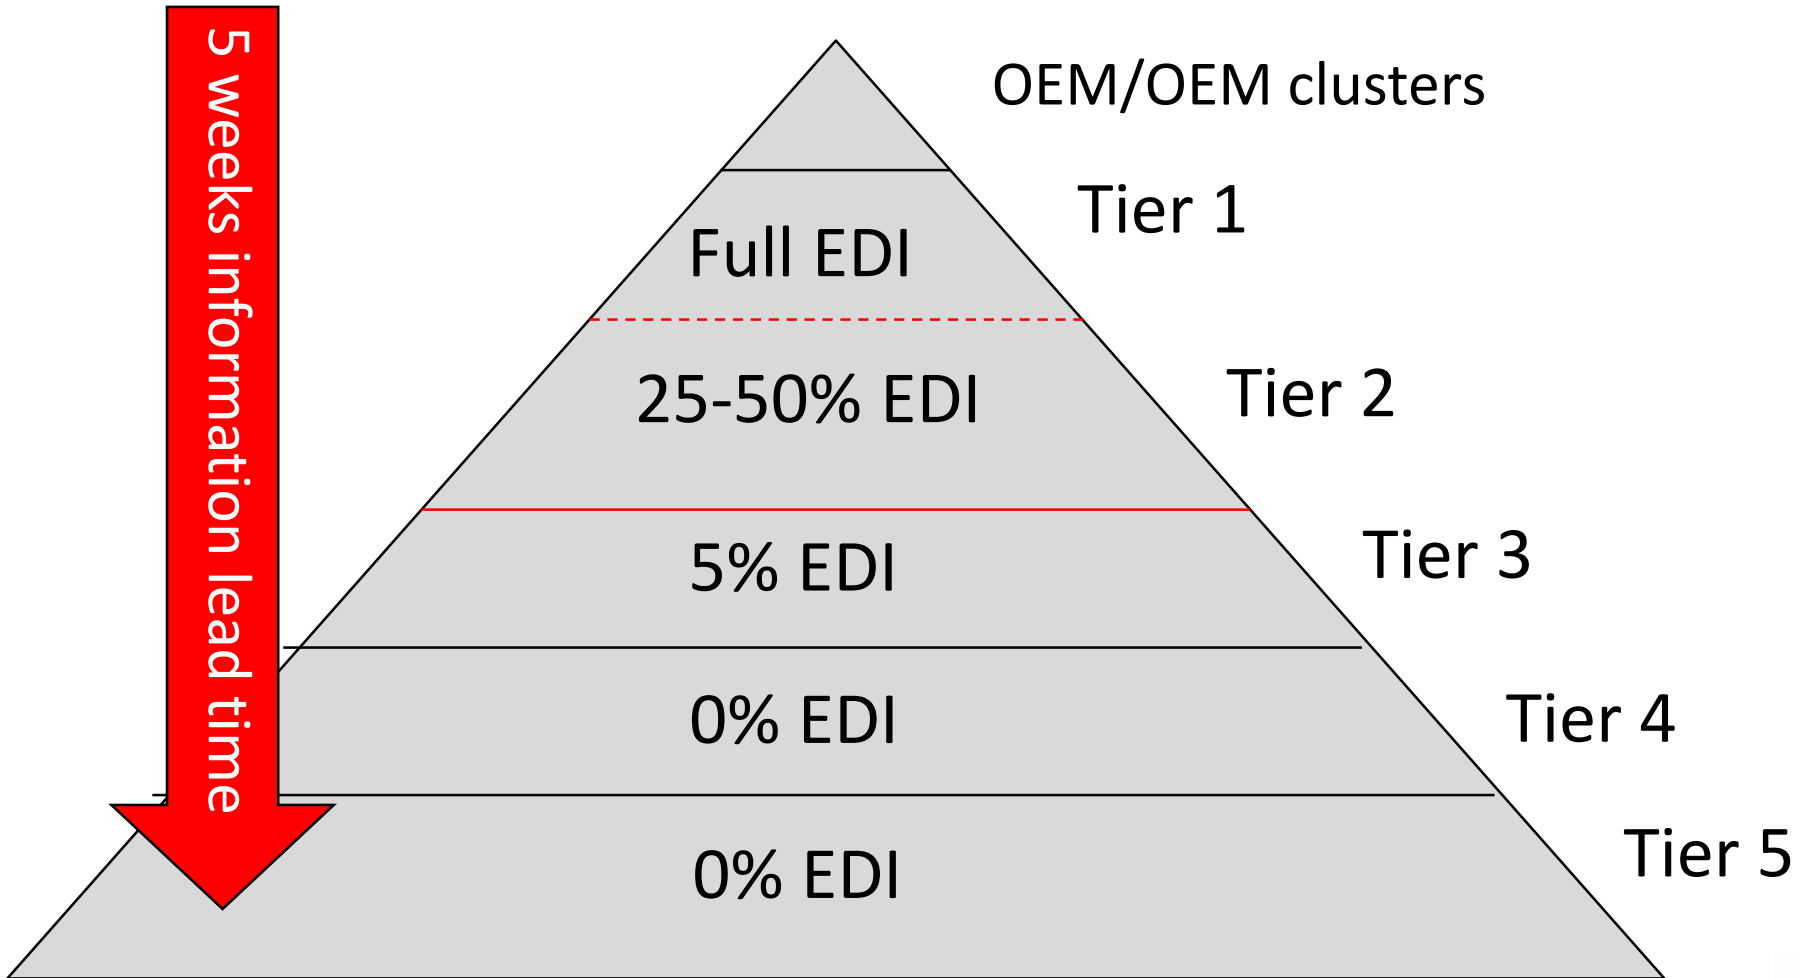 5 weeks information lead time
OEM/OEM clusters
Tier 1
Full EDI
Tier 2
25-50% EDI
Tier 3
5% EDI
Tier 4
0% EDI
Tier 5
0% EDI